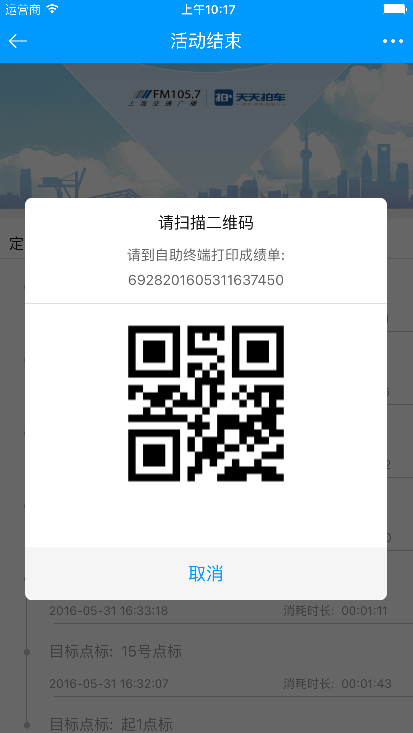 运营商 上午10:17
活动结束
FM105.7 天天拍车
上海交通广播
请扫描二维码
请到自助终端打印成绩单:
6928201605311637450
定
取消
2016-05-31 16:33:18 消耗时长: 00:01:11
目标点标: 15号点标
2016-05-31 16:32:07 消耗时长: 00:01:43
目标点标: 起1点标